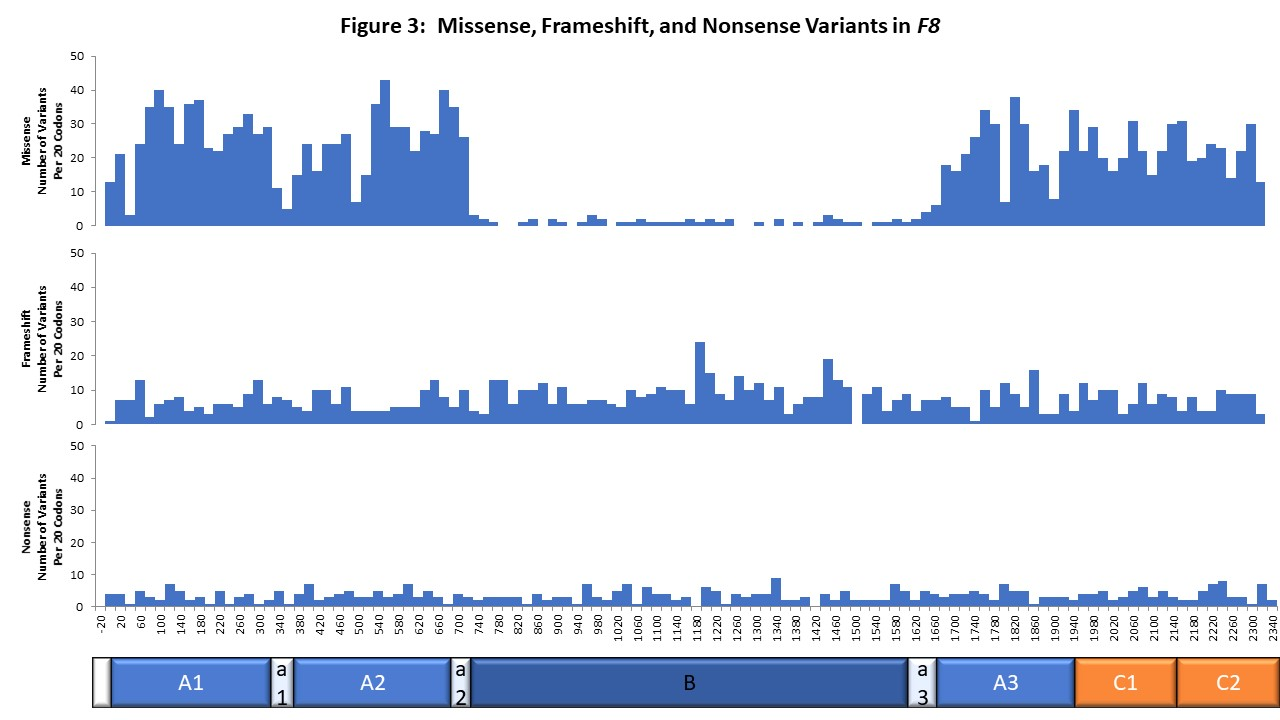 Figure 3: Missense, Frameshift, and Nonsense Variants in F8
Missense
Number of Variants
Per 20 Codons
50
40
30
20
10
0
Frameshift
Number of Variants
Per 20 Codons
50
40
30
20
10
0
Nonsense
Number of Variants
Per 20 Codons
50
40
30
20
10
0
-20 20 60 100 140 180 220 260 300 340 380 420 460 500 540 580 620 660 700 740 780 820 860 900 940 980 1020 1060 1100 1140 1180 1220 1260 1300 1340 1380 1420 1460 1500 1540 1580 1620 1660 1700 1740 1780 1820 1860 1900 1940 1980 2020 2060 2100 2140 2180 2220 2260 2300 2340
A1 a1 A2 a2 B a3 A3 C1 C2